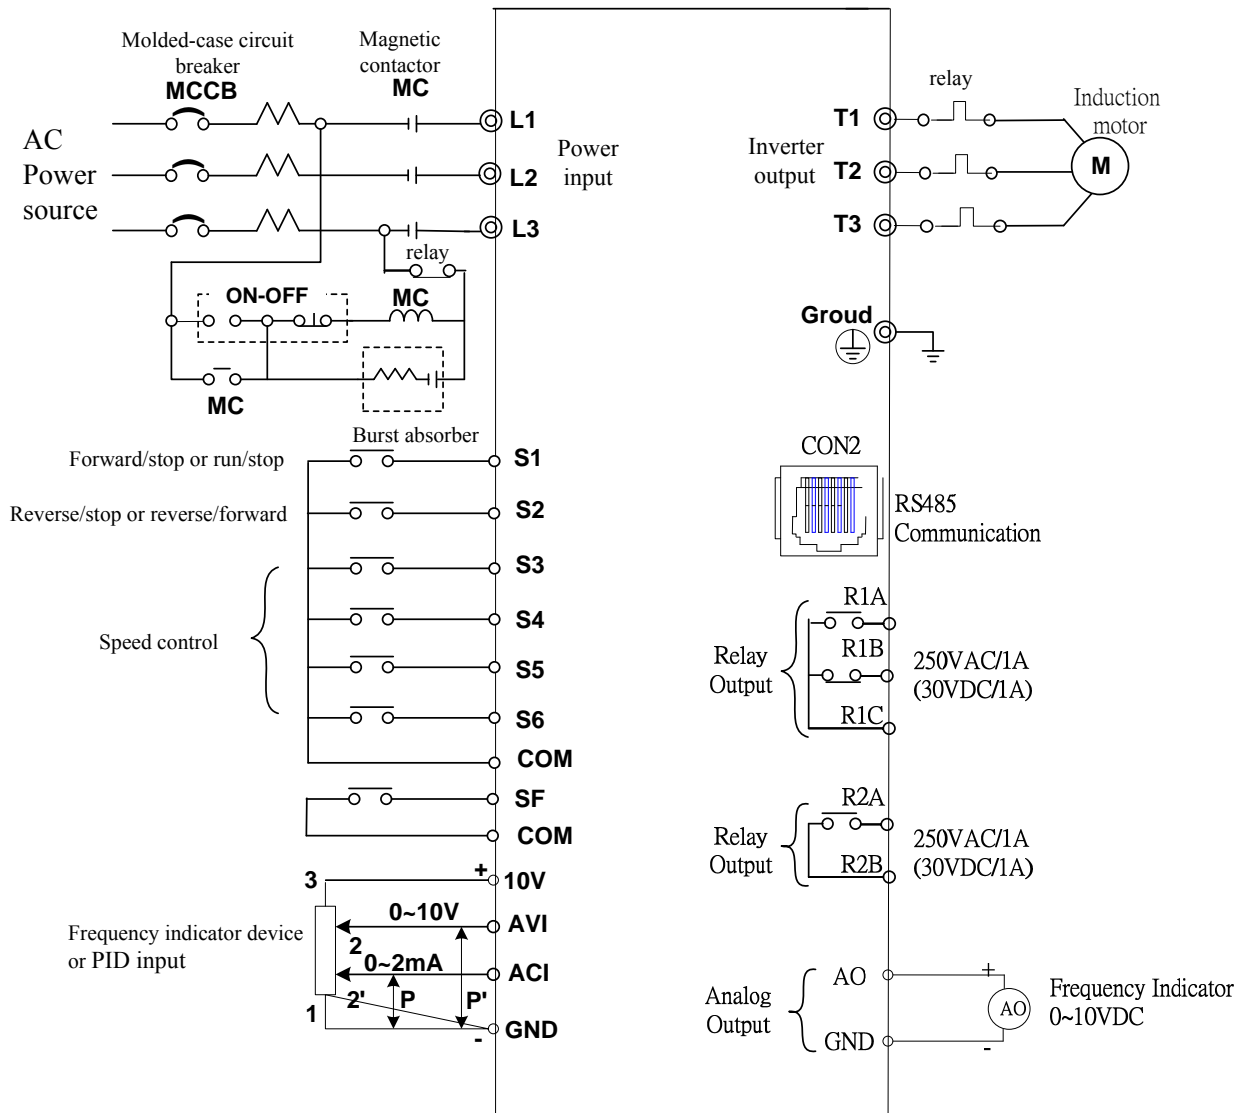 Molded-case circuit
breaker
MCCB
Magnetic
contactor
MC
AC
Power
source
L1
L2
L3
Power
input
relay
ON-OFF
MC
MC
Burst absorber
Inverter
output
T1
T2
T3
relay
Induction
motor
M
Groud
Forward/stop or run/stop
S1
Reverse/stop or reverse/forward
S2
S3
Speed control
S4
S5
S6
COM
SF
COM
CON2
RS485
Communication
Relay
Output
R1A
R1B
R1C
250VAC/1A
(30VDC/1A)
Relay
Output
R2A
R2B
250VAC/1A
(30VDC/1A)
3
+
10V
0~10V
AVI
Frequency indicator device
or PID input
2
0~2mA
ACI
2'
P
P'
1
-
GND
Analog
Output
AO
GND
+
AO
-
Frequency Indicator
0~10VDC